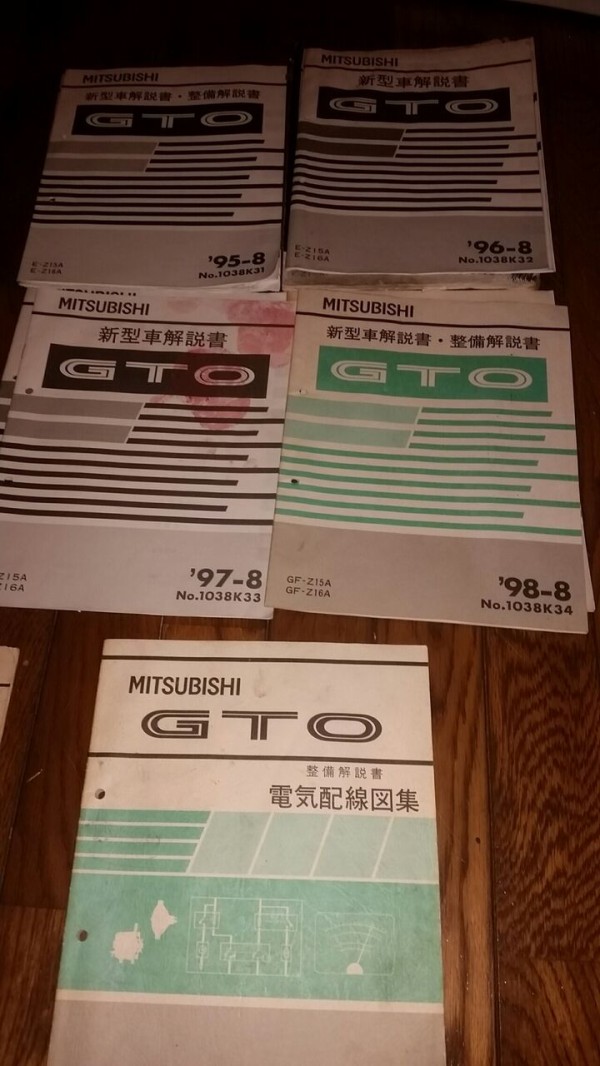 MITSUBISHI
新型車解説書・整備解説書
GTO
E-Z15A
E-Z16A
'95-8
No.1038K31
MITSUBISHI
新型車解説書
GTO
E-Z15A
E-Z16A
'96-8
No.1038K32
MITSUBISHI
新型車解説書
GTO
Z15A
Z16A
'97-8
No.1038K33
MITSUBISHI
新型車解説書・整備解説書
GTO
GF-Z15A
GF-Z16A
'98-8
No.1038K34
MITSUBISHI
GTO
整備解説書
電気配線図集